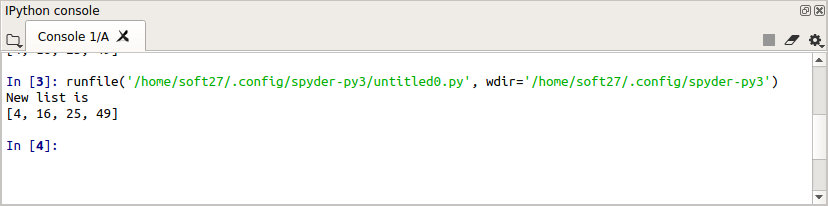 IPython console
Console 1/A
In [3]: runfile('/home/soft27/.config/spyder-py3/untitled0.py', wdir='/home/soft27/.config/spyder-py3')
New list is
[4, 16, 25, 49]
In [4]: